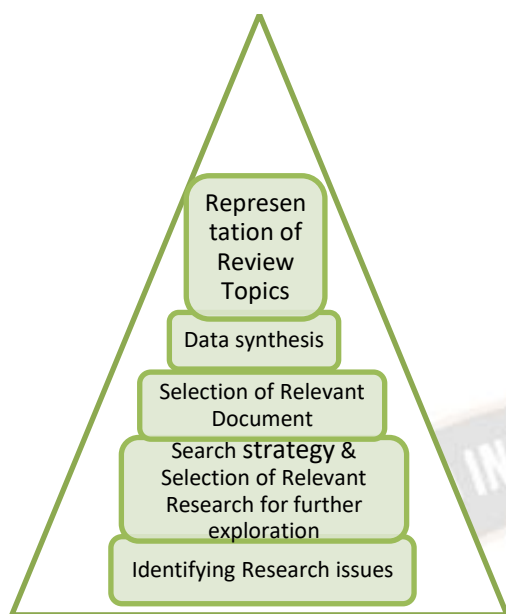 Represen
tation of
Review
Topics
Data synthesis
Selection of Relevant
Document
Search strategy &
Selection of Relevant
Research for further
exploration
Identifying Research issues
IN